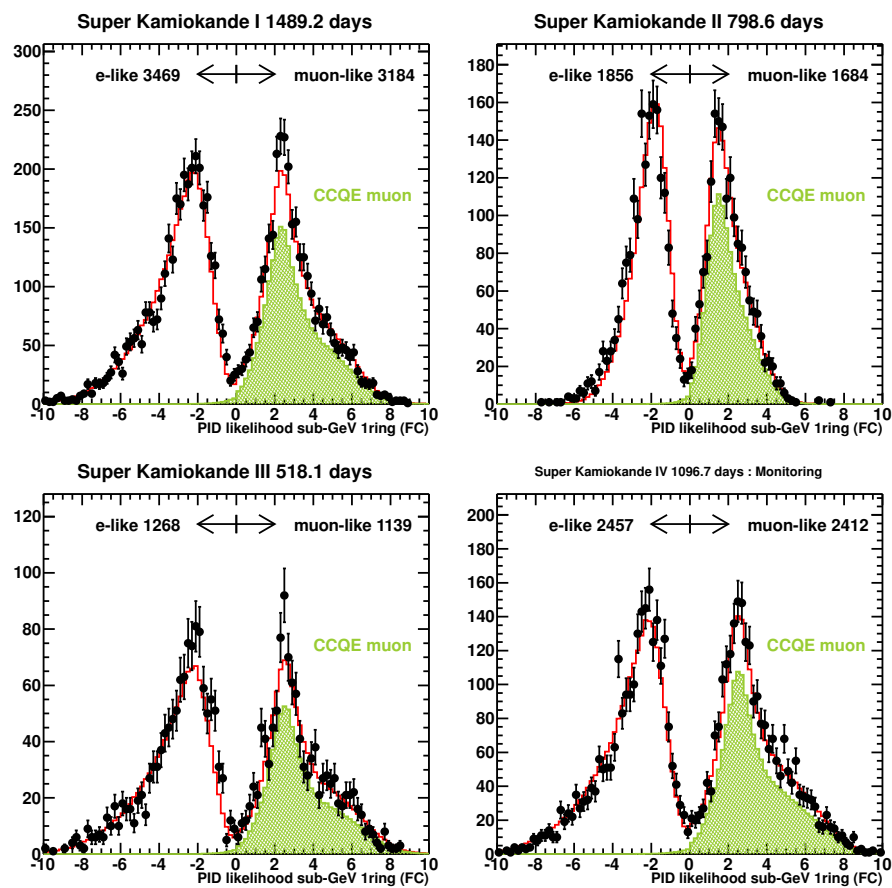 Super Kamiokande I 1489.2 days
300
250
200
150
100
50
0
e-like 3469
muon-like 3184
CCQE muon
-10 -8 -6 -4 -2 0 2 4 6 8 10
PID likelihood sub-GeV 1ring (FC)
Super Kamiokande II 798.6 days
180
160
140
120
100
80
60
40
20
0
e-like 1856
muon-like 1684
CCQE muon
-10 -8 -6 -4 -2 0 2 4 6 8 10
PID likelihood sub-GeV 1ring (FC)
Super Kamiokande III 518.1 days
120
100
80
60
40
20
0
e-like 1268
muon-like 1139
CCQE muon
-10 -8 -6 -4 -2 0 2 4 6 8 10
PID likelihood sub-GeV 1ring (FC)
Super Kamiokande IV 1096.7 days : Monitoring
200
180
160
140
120
100
80
60
40
20
0
e-like 2457
muon-like 2412
CCQE muon
-10 -8 -6 -4 -2 0 2 4 6 8 10
PID likelihood sub-GeV 1ring (FC)